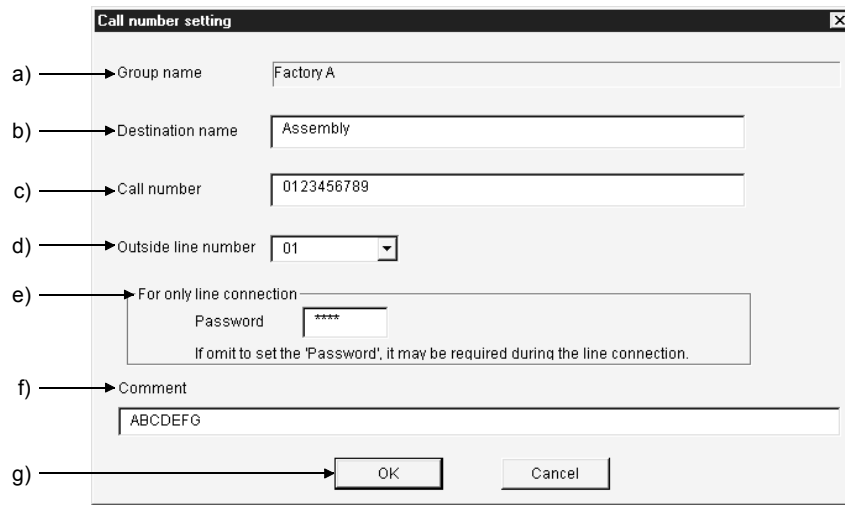 Call number setting
a) Group name Factory A
b) Destination name Assembly
c) Call number 0123456789
d) Outside line number 01
e) For only line connection
Password ****
If omit to set the 'Password', it may be required during the line connection.
f) Comment
ABCDEFG
g) OK Cancel